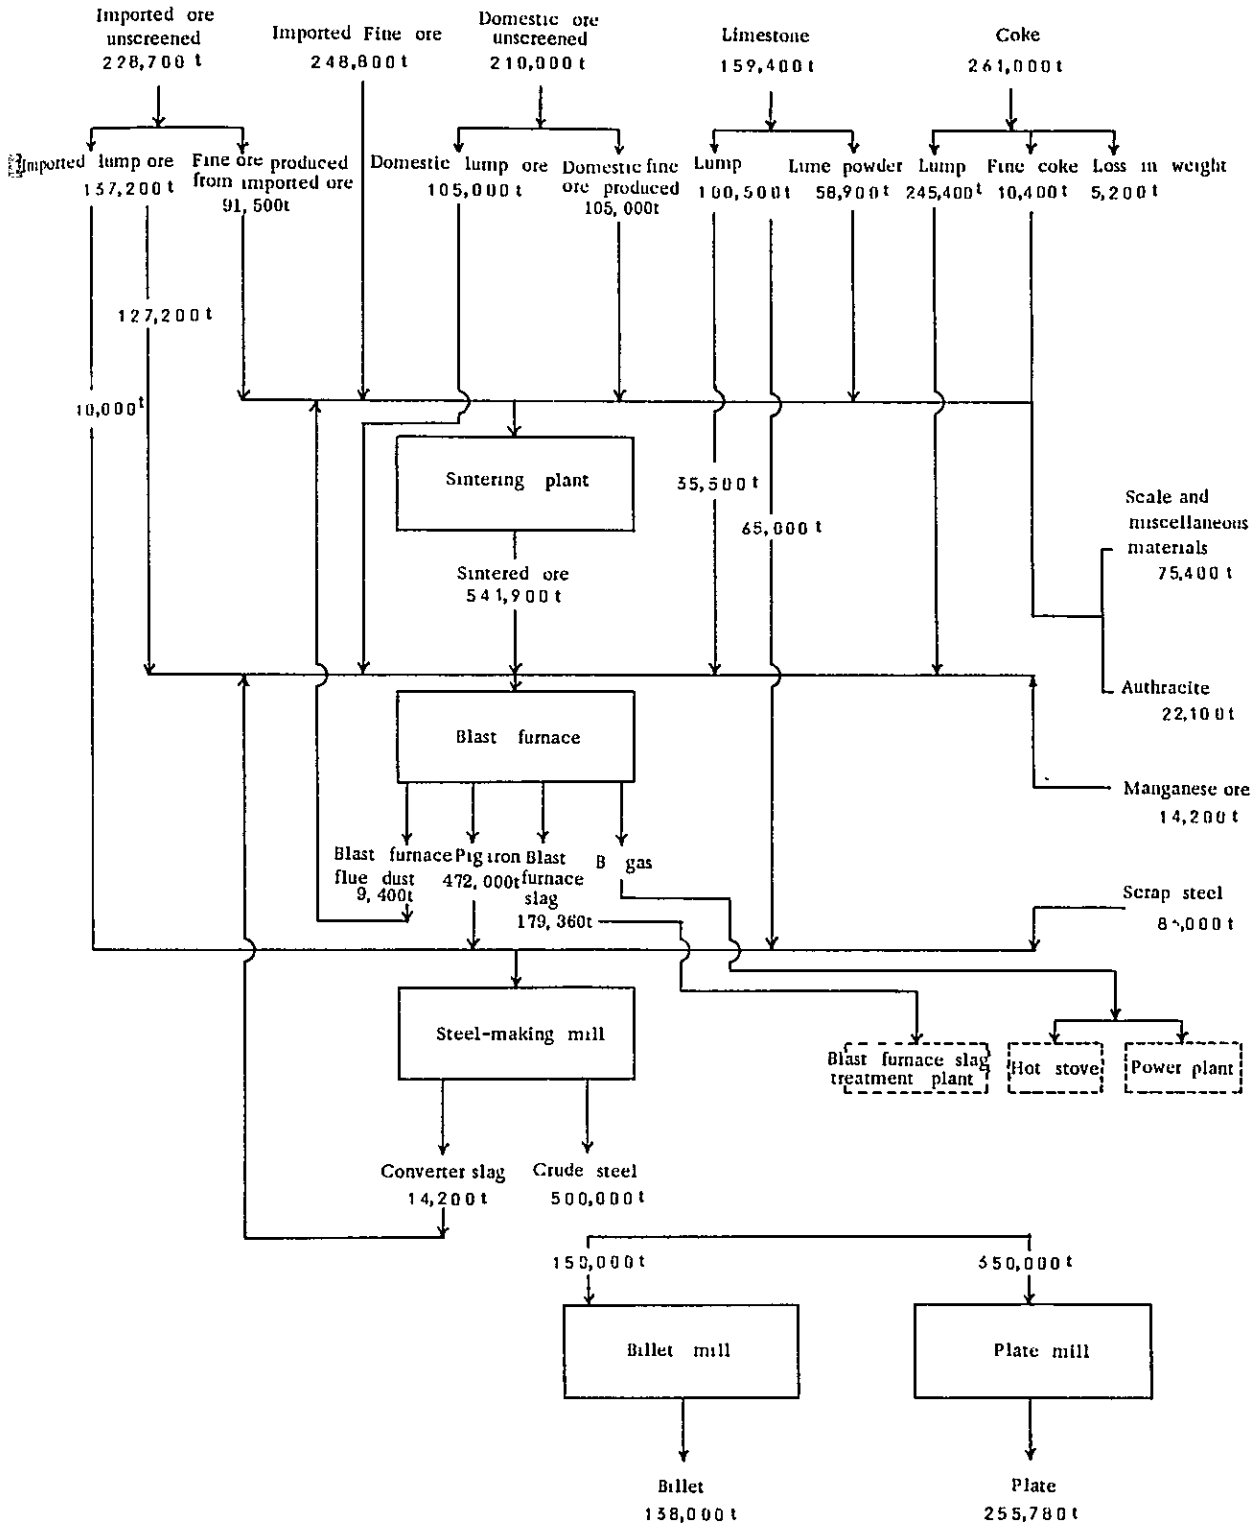 Imported ore
unscreened
228,700 t
Imported Fine ore
248,800 t
Domestic ore
unscreened
210,000 t
Limestone
159,400 t
Coke
261,000 t
Imported lump ore
137,200 t
Fine ore produced
from imported ore
91,500t
Domestic lump ore
105,000 t
Domestic fine
ore produced
105,000t
Lump
100,500 t
Lime powder
58,900 t
Lump
245,400 t
Fine coke
10,400 t
Loss in weight
5,200 t
127,200 t
10,000 t
Sintering plant
35,500 t
65,000 t
Scale and
miscellaneous
materials
75,400 t
Sintered ore
541,900 t
Authracite
22,100 t
Blast furnace
Manganese ore
14,200 t
Blast furnace
flue dust
9,400t
Pig iron
472,000t
Blast
furnace
slag
179,360t
B gas
Scrap steel
Steel-making mill
Blast furnace slag
treatment plant
Hot stove
Power plant
Converter slag
14,200 t
Crude steel
500,000 t
150,000 t
350,000 t
Billet mill
Plate mill
Billet
138,000 t
Plate
255,780 t